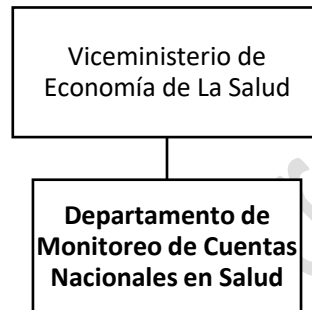 Viceministerio de
Economía de La Salud
Departamento de
Monitoreo de Cuentas
Nacionales en Salud